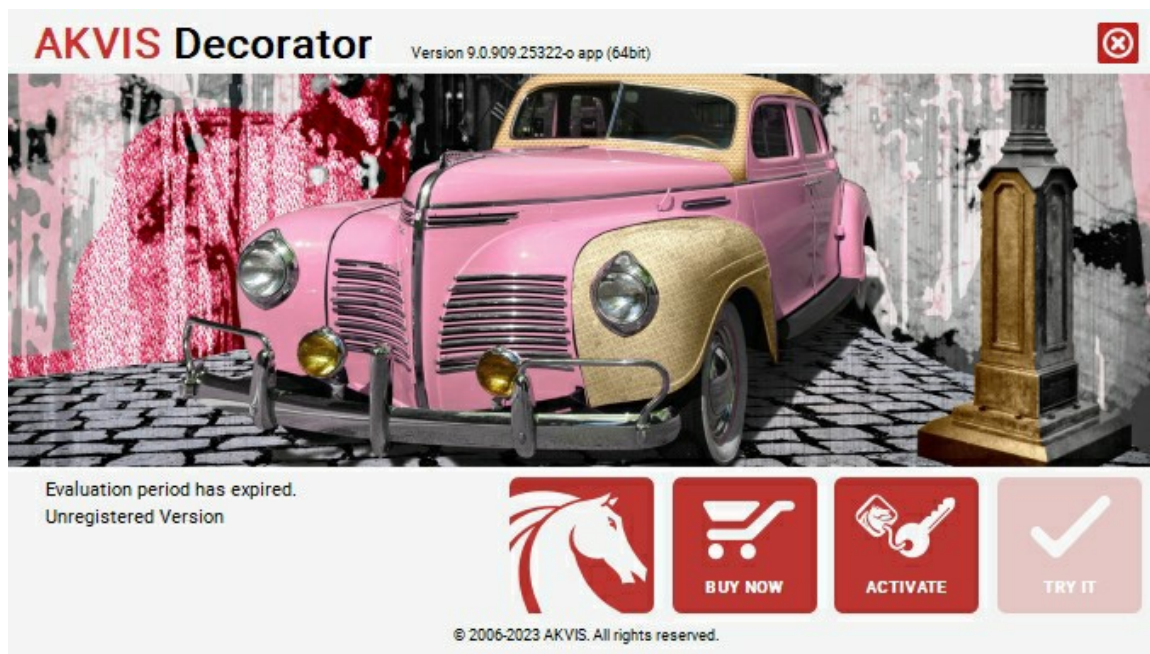 AKVIS Decorator Version 9.0.909.25322-o app (64bit)
Evaluation period has expired.
Unregistered Version
BUY NOW
ACTIVATE
TRY IT
© 2006-2023 AKVIS. All rights reserved.